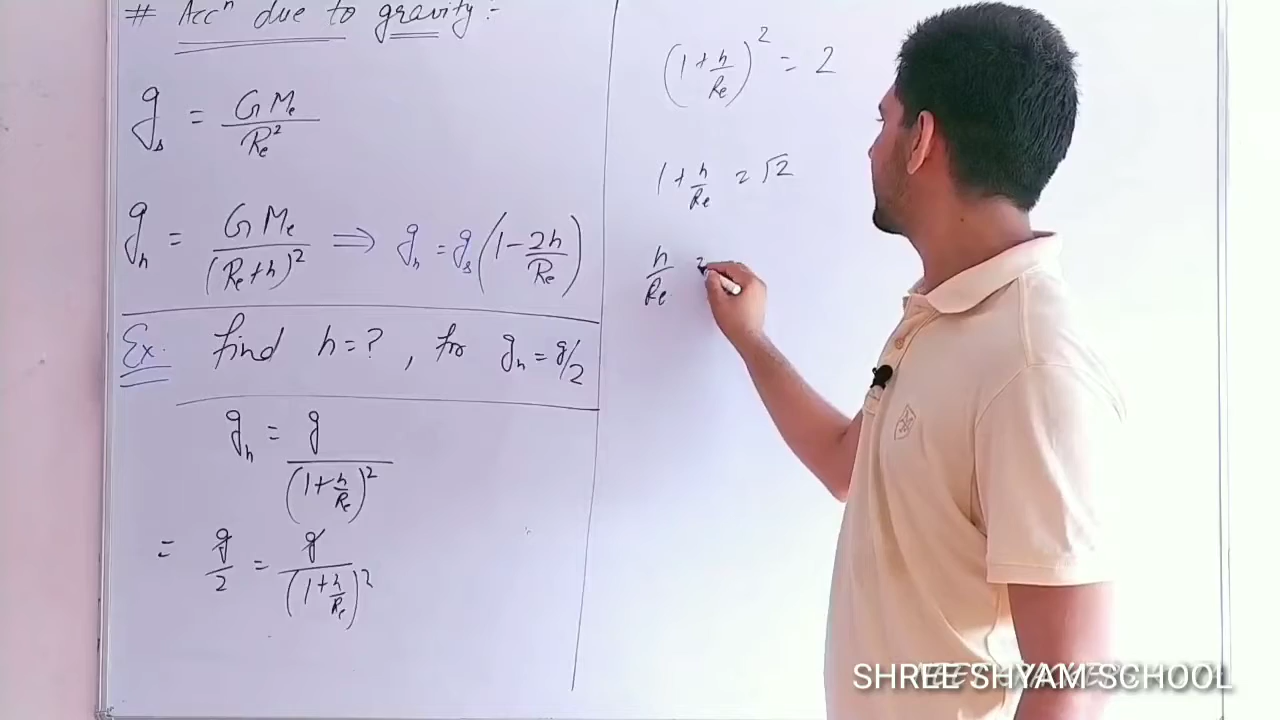 # Accⁿ due to gravity :-
g_s = GMe/Re²
g_h = GMe/(Re+h)² ⇒ g_h = g_s(1 - 2h/Re)
Ex. find h = ? , for g_h = g/2
g_h = g/(1+h/Re)²
= g/2 = g/(1+h/Re)²
(1+h/Re)² = 2
1+h/Re = √2
h/Re =
SHREE SHYAM SCHOOL